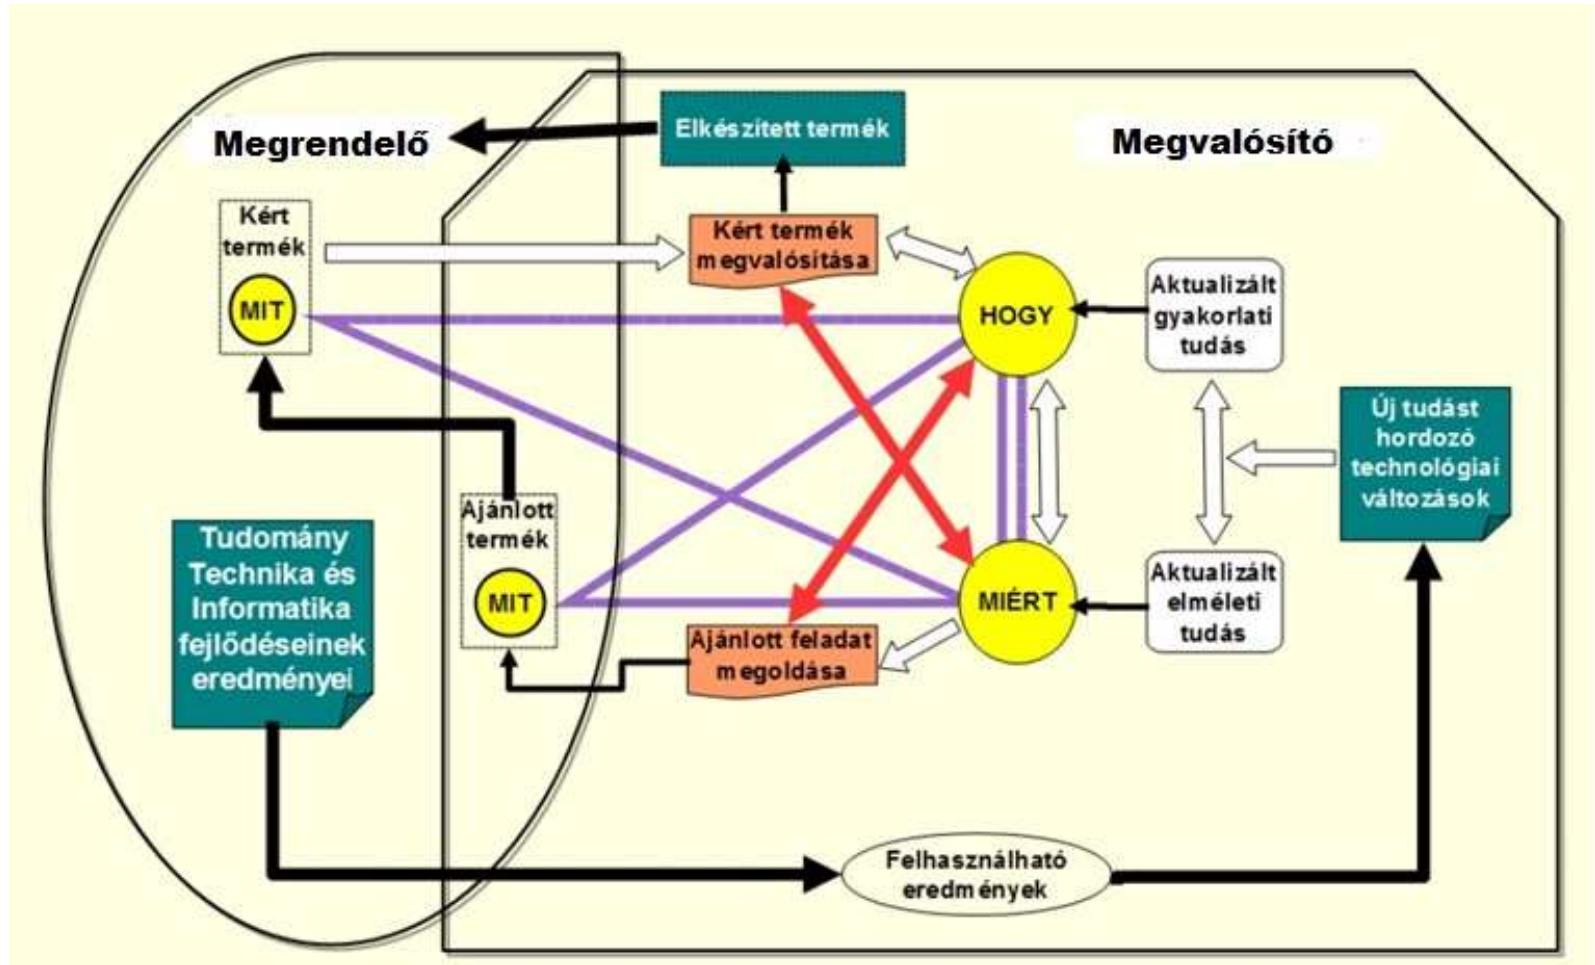 Megrendelő
Elkészített termék
Megvalósító
Kért
termék
MIT
Kért termék
megvalósítása
HOGY
Aktualizált
gyakorlati
tudás
Új tudást
hordozó
technológiai
változások
Ajánlott
termék
MIT
Tudomány
Technika és
Informatika
fejlődéseinek
eredményei
MIÉRT
Aktualizált
elméleti
tudás
Ajánlott feladat
megoldása
Felhasználható
eredmények